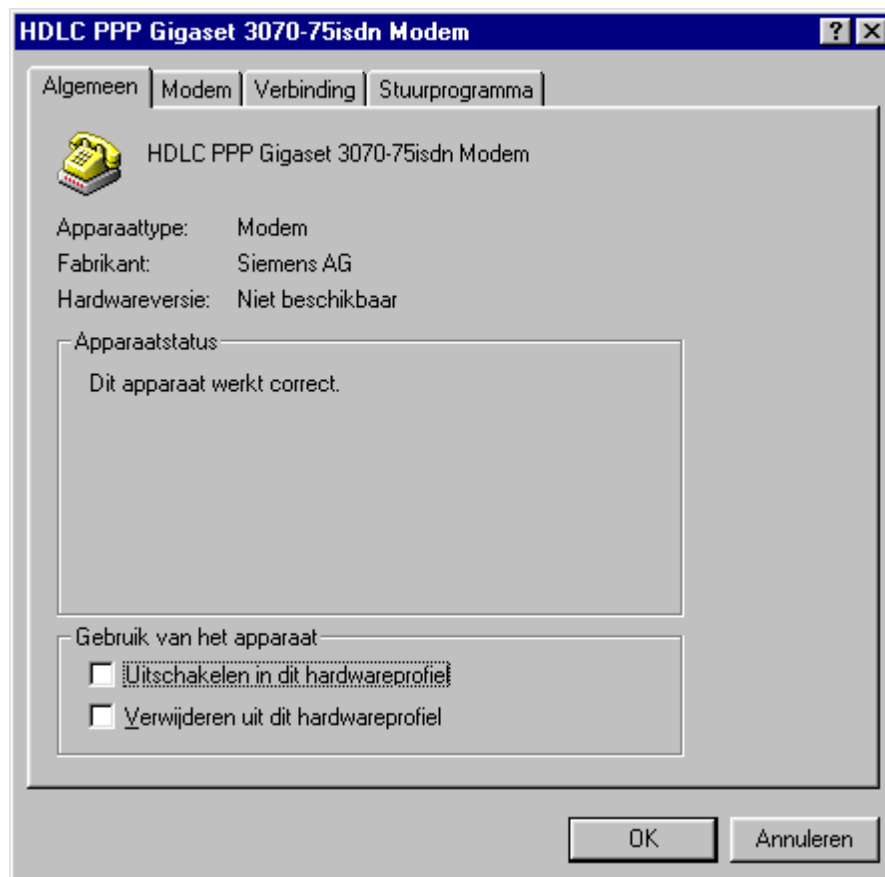 HDLC PPP Gigaset 3070-75isdn Modem
Algemeen Modem Verbinding Stuurprogramma
HDLC PPP Gigaset 3070-75isdn Modem
Apparaattype: Modem
Fabrikant: Siemens AG
Hardwareversie: Niet beschikbaar
Apparaatstatus
Dit apparaat werkt correct.
Gebruik van het apparaat
Uitschakelen in dit hardwareprofiel
Verwijderen uit dit hardwareprofiel
OK Annuleren